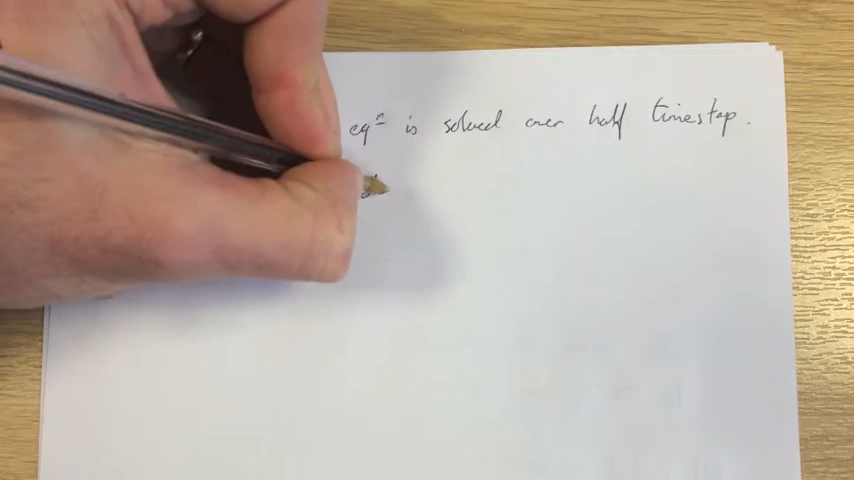 eqⁿ is solved over half timestep.